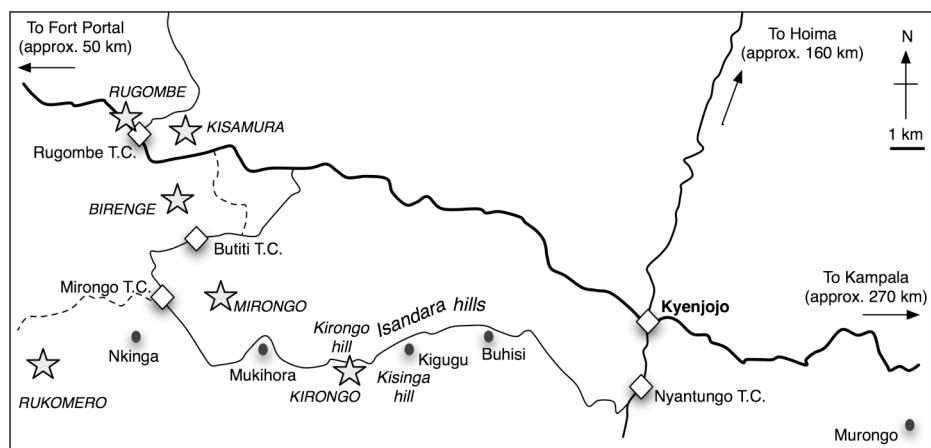 To Fort Portal
(approx. 50 km)
To Hoima
(approx. 160 km)
N
1 km
RUGOMBE
KISAMURA
Rugombe T.C.
BIRENGE
Butiti T.C.
Mirongo T.C.
MIRONGO
To Kampala
(approx. 270 km)
Kyenjojo
Isandara hills
Kirongo
hill
Nkinga
Mukihora
Kigugu
Buhisi
Kisinga
hill
RUKOMERO
KIRONGO
Nyantungo T.C.
Murongo